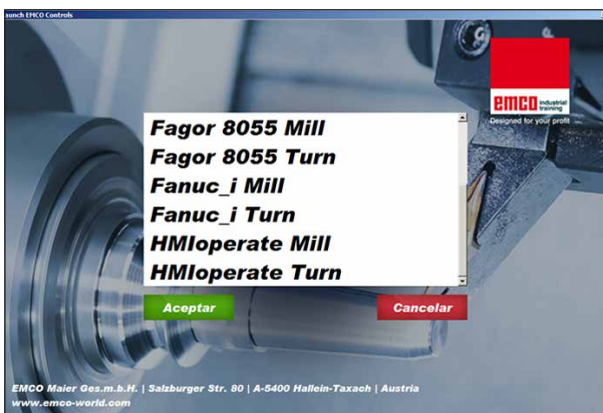 aunch EMCO Controls
emco industrial
training
Designed for your profit
Fagor 8055 Mill
Fagor 8055 Turn
Fanuc_i Mill
Fanuc_i Turn
HMIoperate Mill
HMIoperate Turn
Aceptar
Cancelar
EMCO Maier Ges.m.b.H. | Salzburger Str. 80 | A-5400 Hallein-Taxach | Austria
www.emco-world.com